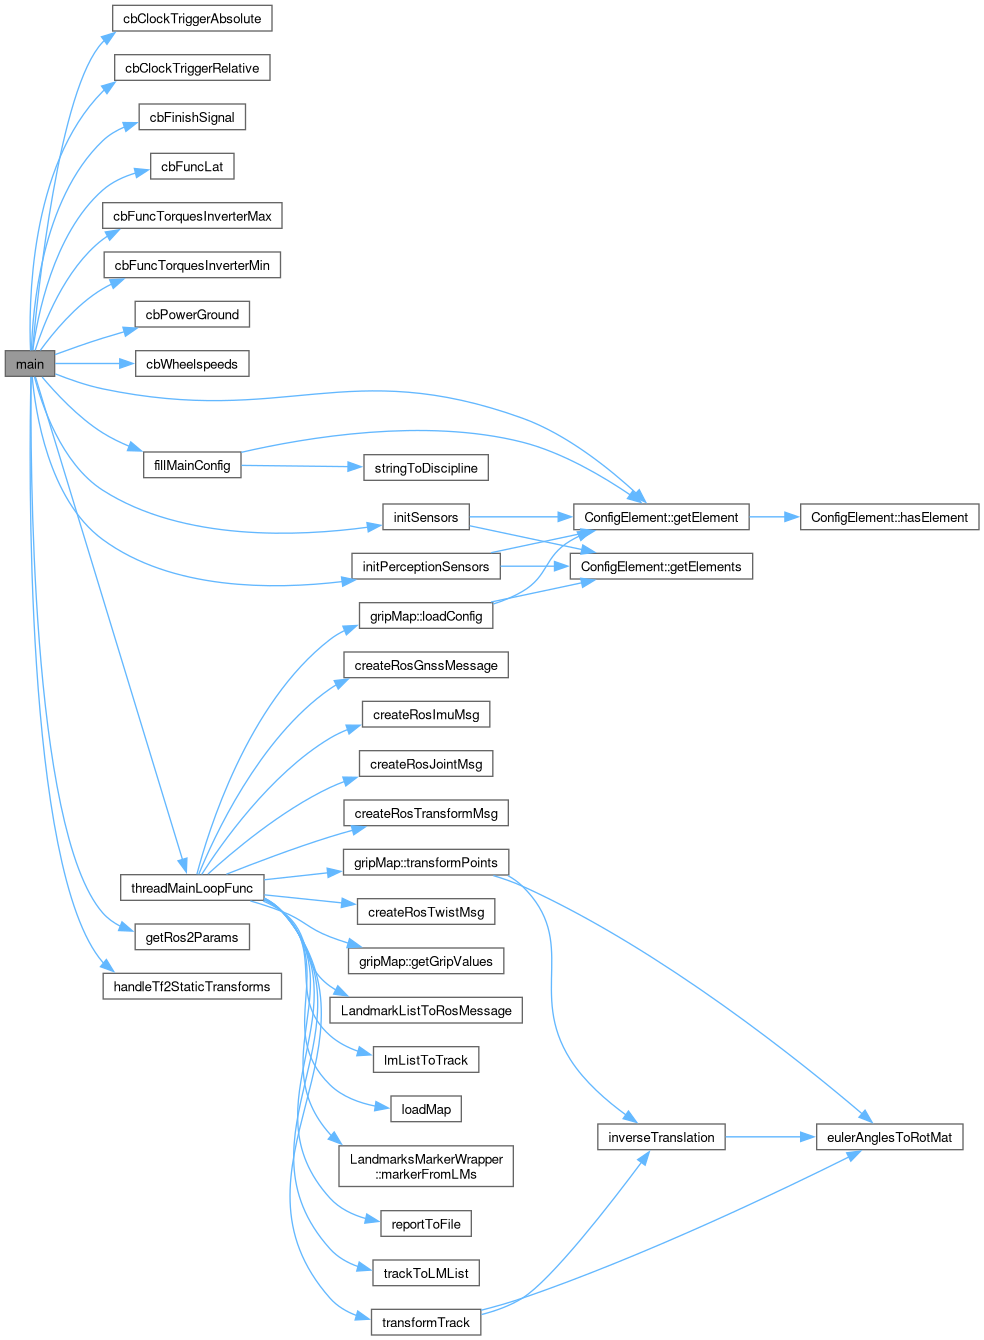 cbClockTriggerAbsolute
cbClockTriggerRelative
cbFinishSignal
cbFuncLat
cbFuncTorquesInverterMax
cbFuncTorquesInverterMin
cbPowerGround
main
cbWheelspeeds
fillMainConfig
stringToDiscipline
initSensors
ConfigElement::getElement
ConfigElement::hasElement
initPerceptionSensors
ConfigElement::getElements
gripMap::loadConfig
createRosGnssMessage
createRosImuMsg
createRosJointMsg
createRosTransformMsg
gripMap::transformPoints
threadMainLoopFunc
createRosTwistMsg
getRos2Params
gripMap::getGripValues
handleTf2StaticTransforms
LandmarkListToRosMessage
lmListToTrack
loadMap
inverseTranslation
eulerAnglesToRotMat
LandmarksMarkerWrapper
::markerFromLMs
reportToFile
trackToLMList
transformTrack